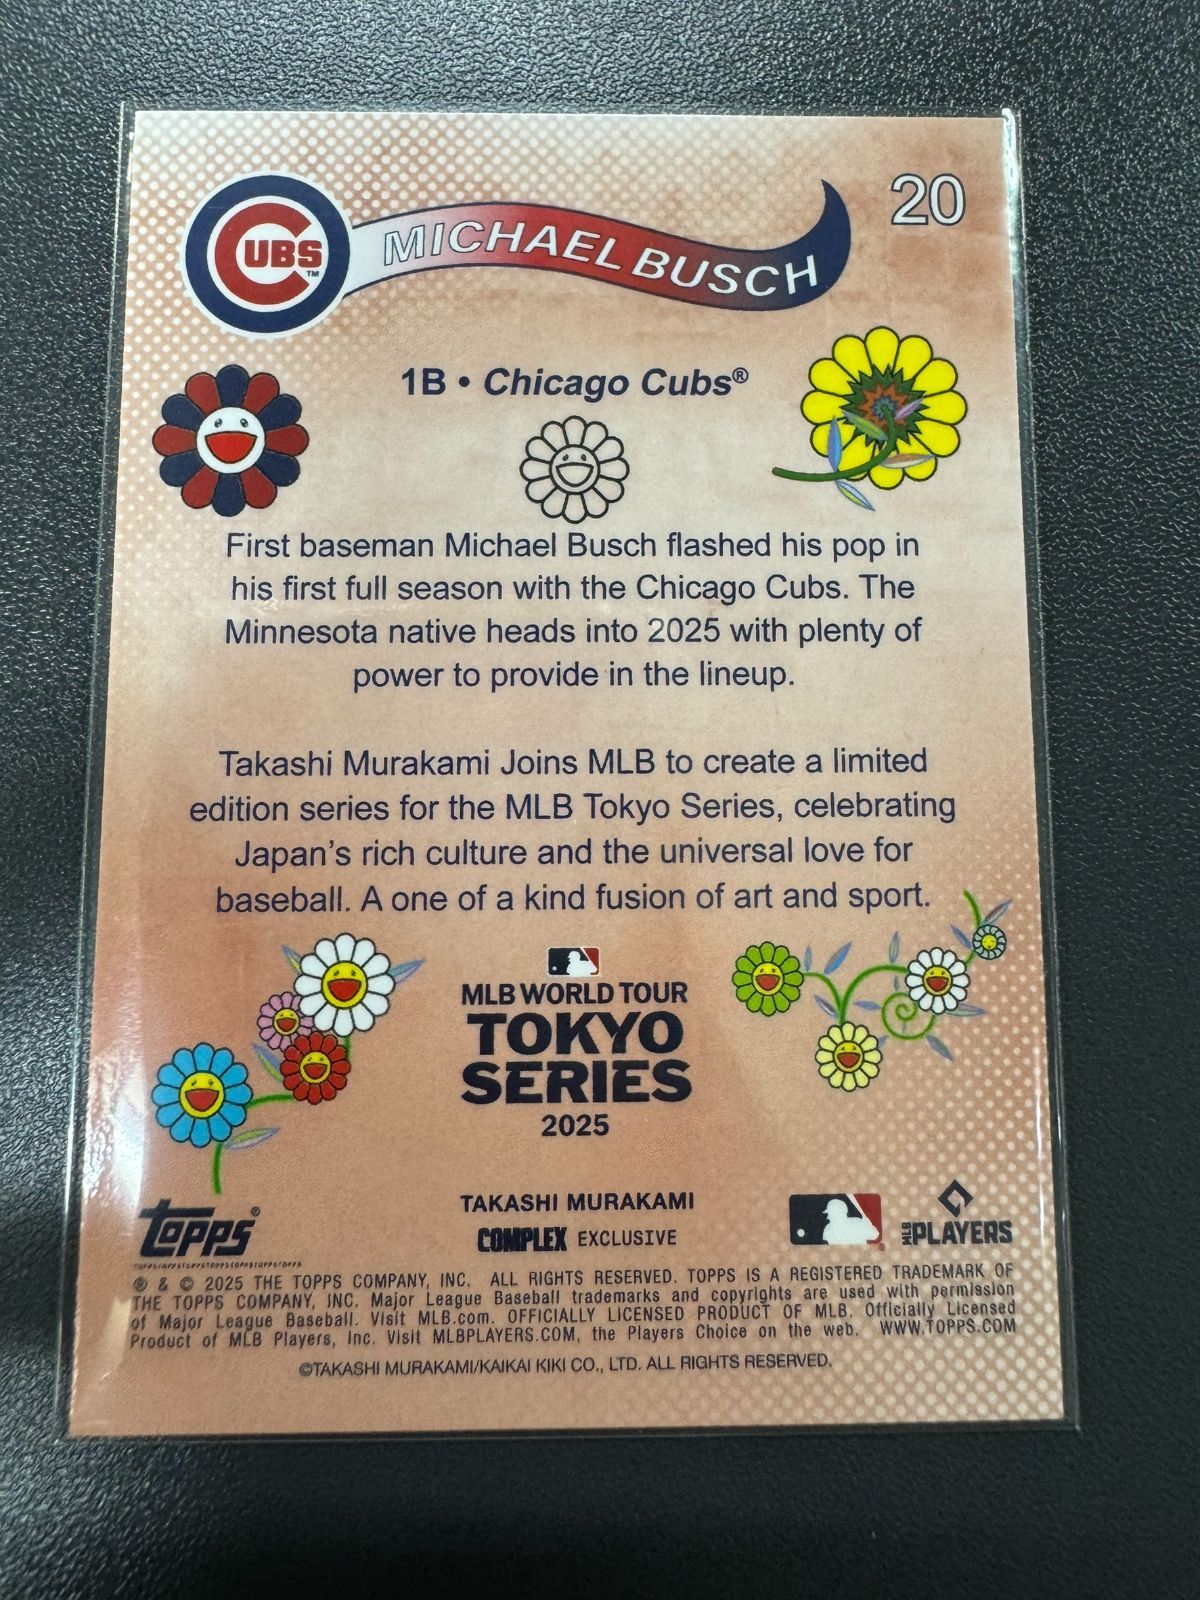 20
CUBS™
MICHAEL BUSCH
1B • Chicago Cubs®
First baseman Michael Busch flashed his pop in
his first full season with the Chicago Cubs. The
Minnesota native heads into 2025 with plenty of
power to provide in the lineup.
Takashi Murakami Joins MLB to create a limited
edition series for the MLB Tokyo Series, celebrating
Japan's rich culture and the universal love for
baseball. A one of a kind fusion of art and sport.
MLB WORLD TOUR
TOKYO
SERIES
2025
topps®
TAKASHI MURAKAMI
COMPLEX EXCLUSIVE
MLB PLAYERS
® & © 2025 THE TOPPS COMPANY, INC. ALL RIGHTS RESERVED. TOPPS IS A REGISTERED TRADEMARK OF
THE TOPPS COMPANY, INC. Major League Baseball trademarks and copyrights are used with permission
of Major League Baseball. Visit MLB.com. OFFICIALLY LICENSED PRODUCT OF MLB. Officially Licensed
Product of MLB Players, Inc. Visit MLBPLAYERS.COM, the Players Choice on the web. WWW.TOPPS.COM
©TAKASHI MURAKAMI/KAIKAI KIKI CO., LTD. ALL RIGHTS RESERVED.